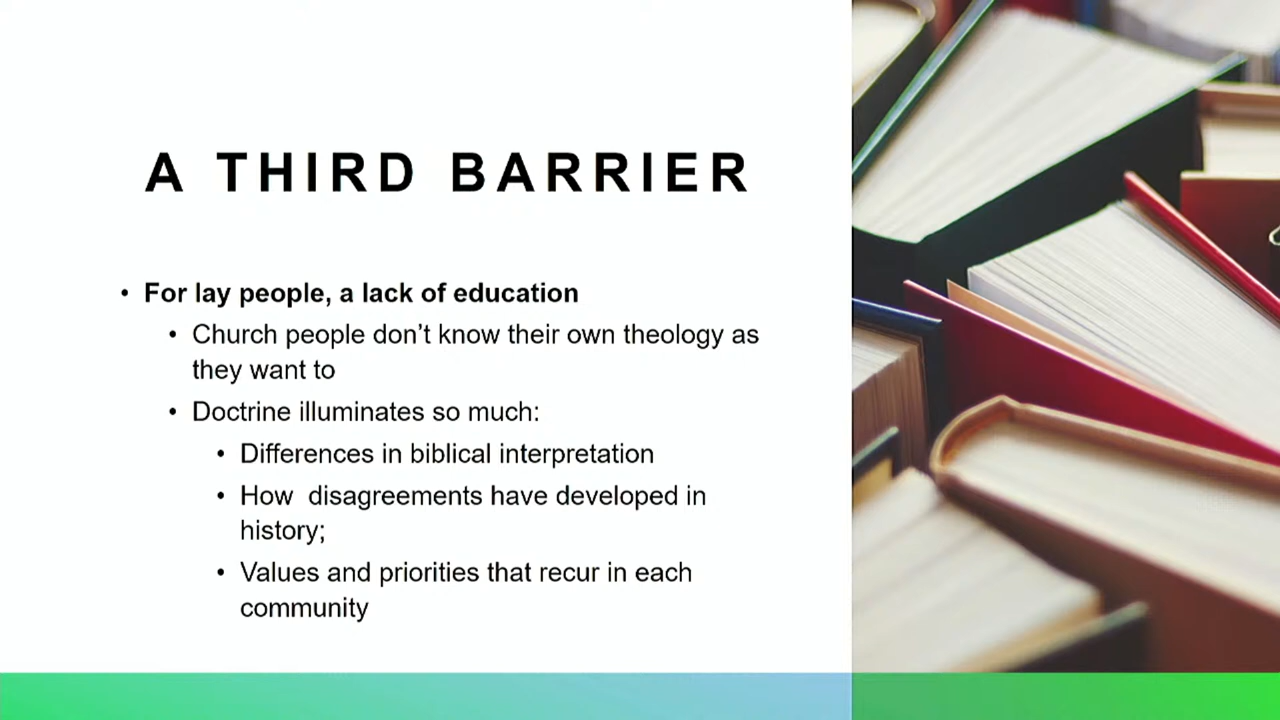 A THIRD BARRIER
• For lay people, a lack of education
• Church people don’t know their own theology as
they want to
• Doctrine illuminates so much:
• Differences in biblical interpretation
• How  disagreements have developed in
history;
• Values and priorities that recur in each
community